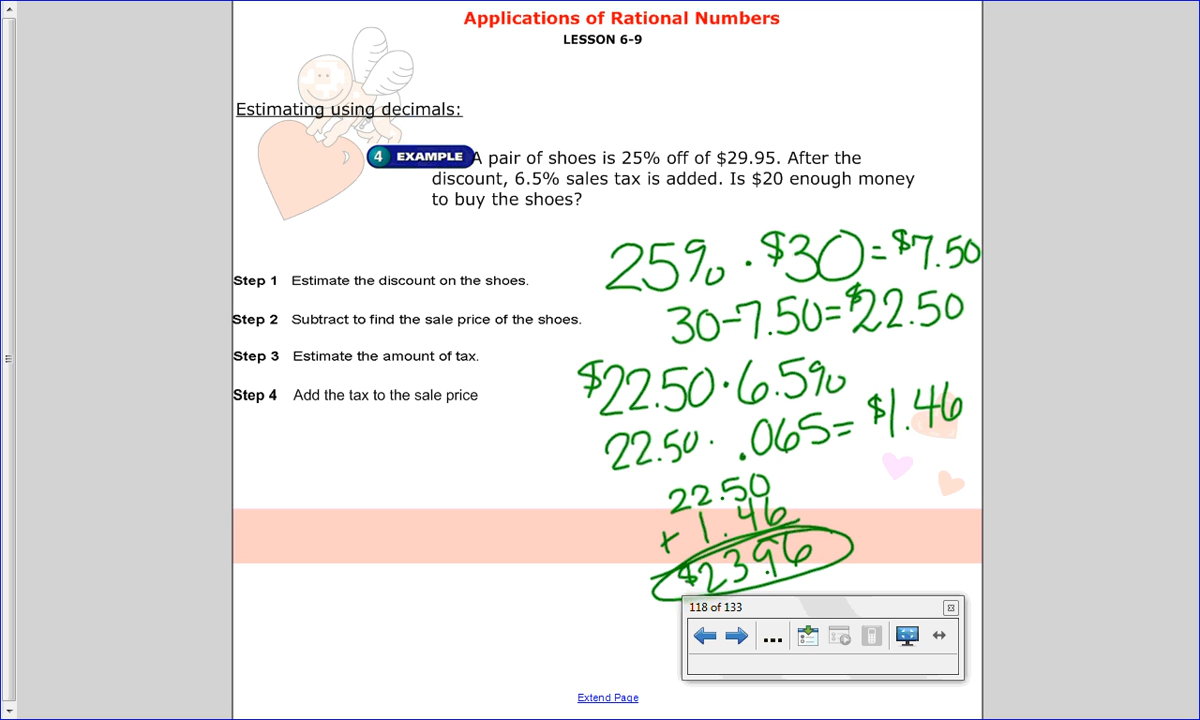 Applications of Rational Numbers
LESSON 6-9
Estimating using decimals:
4 EXAMPLE A pair of shoes is 25% off of $29.95. After the
discount, 6.5% sales tax is added. Is $20 enough money
to buy the shoes?
25% · $30 = $7.50
Step 1 Estimate the discount on the shoes.
30-7.50=$22.50
Step 2 Subtract to find the sale price of the shoes.
Step 3 Estimate the amount of tax.
$22.50 · 6.5%
Step 4 Add the tax to the sale price
22.50 · .065= $1.46
22.50
+ 1.46
$23.96
118 of 133
Extend Page